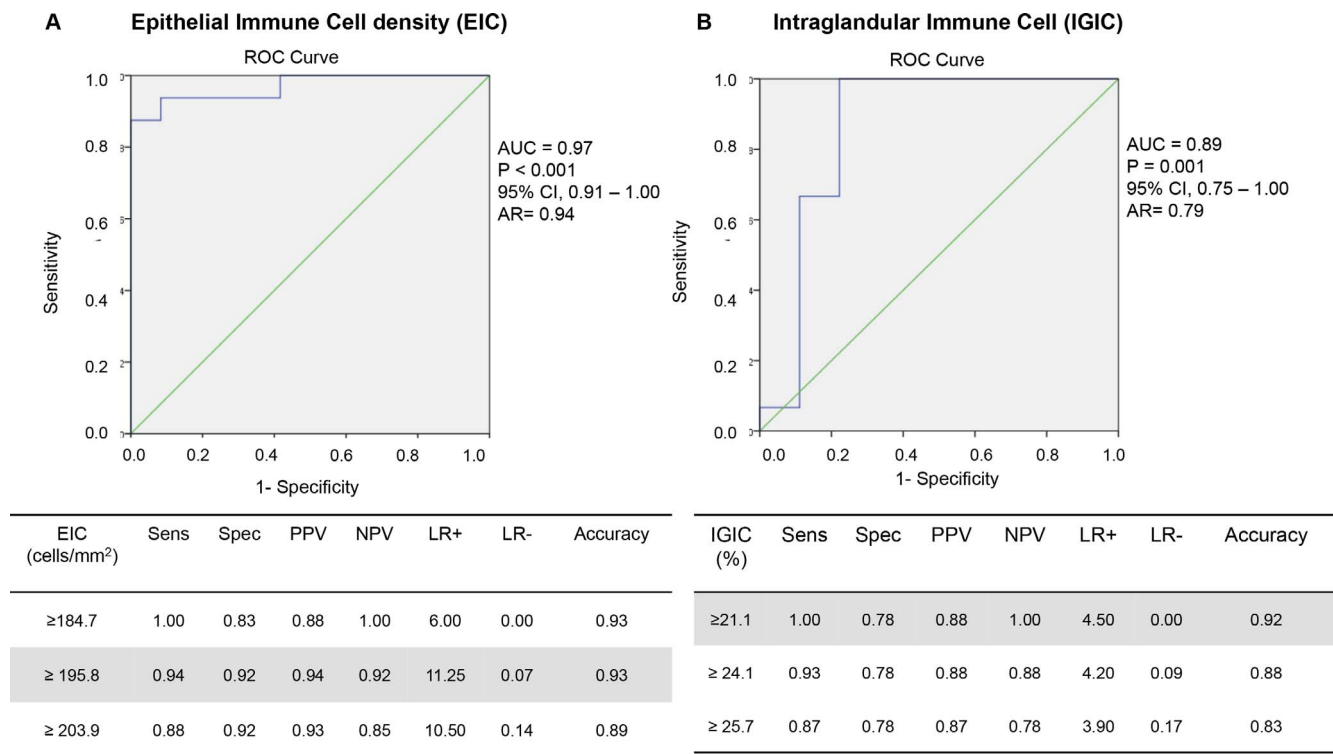 A Epithelial Immune Cell density (EIC)
ROC Curve
1.0
0.8
0.6
0.4
0.2
0.0
Sensitivity
0.0 0.2 0.4 0.6 0.8 1.0
1- Specificity
AUC = 0.97
P < 0.001
95% CI, 0.91 – 1.00
AR= 0.94
EIC (cells/mm²) Sens Spec PPV NPV LR+ LR- Accuracy
≥184.7 1.00 0.83 0.88 1.00 6.00 0.00 0.93
≥ 195.8 0.94 0.92 0.94 0.92 11.25 0.07 0.93
≥ 203.9 0.88 0.92 0.93 0.85 10.50 0.14 0.89
B Intraglandular Immune Cell (IGIC)
ROC Curve
1.0
0.8
0.6
0.4
0.2
0.0
Sensitivity
0.0 0.2 0.4 0.6 0.8 1.0
1- Specificity
AUC = 0.89
P = 0.001
95% CI, 0.75 – 1.00
AR= 0.79
IGIC (%) Sens Spec PPV NPV LR+ LR- Accuracy
≥21.1 1.00 0.78 0.88 1.00 4.50 0.00 0.92
≥ 24.1 0.93 0.78 0.88 0.88 4.20 0.09 0.88
≥ 25.7 0.87 0.78 0.87 0.78 3.90 0.17 0.83